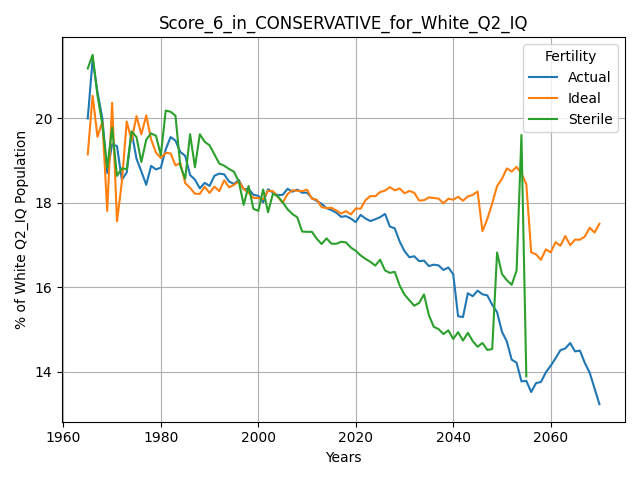 Score_6_in_CONSERVATIVE_for_White_Q2_IQ
Fertility
Actual
Ideal
Sterile
% of White Q2_IQ Population
20
18
16
14
1960
1980
2000
2020
2040
2060
Years